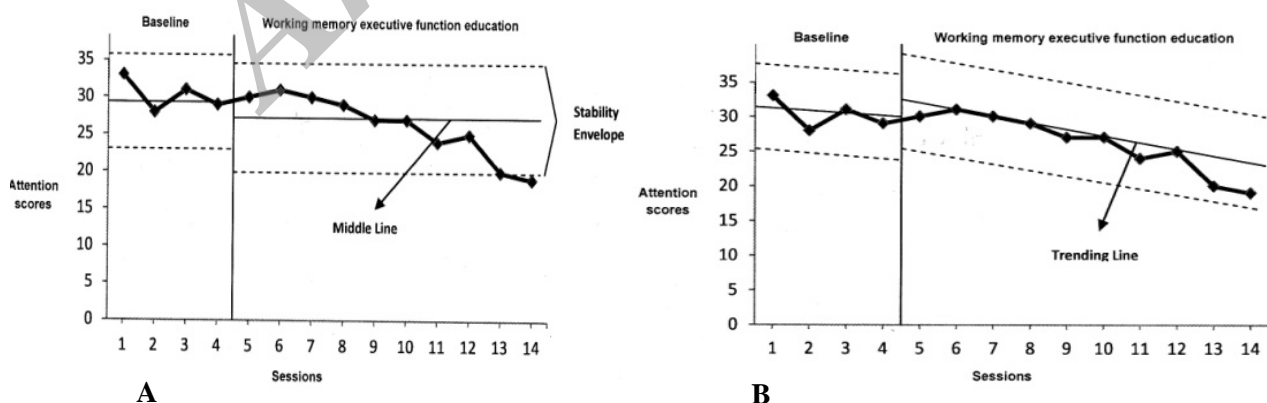 Baseline
Working memory executive function education
35
30
25
20
15
10
5
0
Attention
scores
Middle Line
Stability
Envelope
1 2 3 4 5 6 7 8 9 10 11 12 13 14
Sessions
A
Baseline
Working memory executive function education
35
30
25
20
15
10
5
0
Attention
scores
Trending Line
1 2 3 4 5 6 7 8 9 10 11 12 13 14
Sessions
B